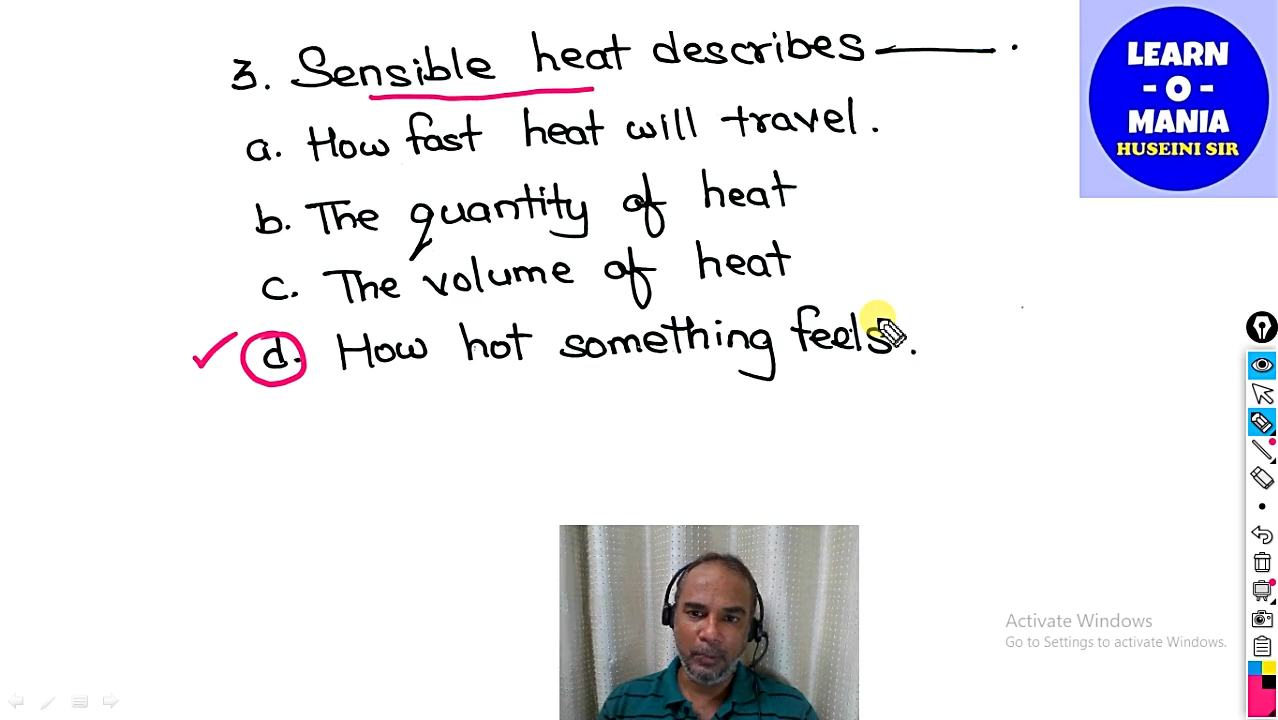 3. Sensible heat describes ——— .
a. How fast heat will travel.
b. The quantity of heat
c. The volume of heat
d. How hot something feels.
LEARN
- O -
MANIA
HUSEINI SIR
Activate Windows
Go to Settings to activate Windows.